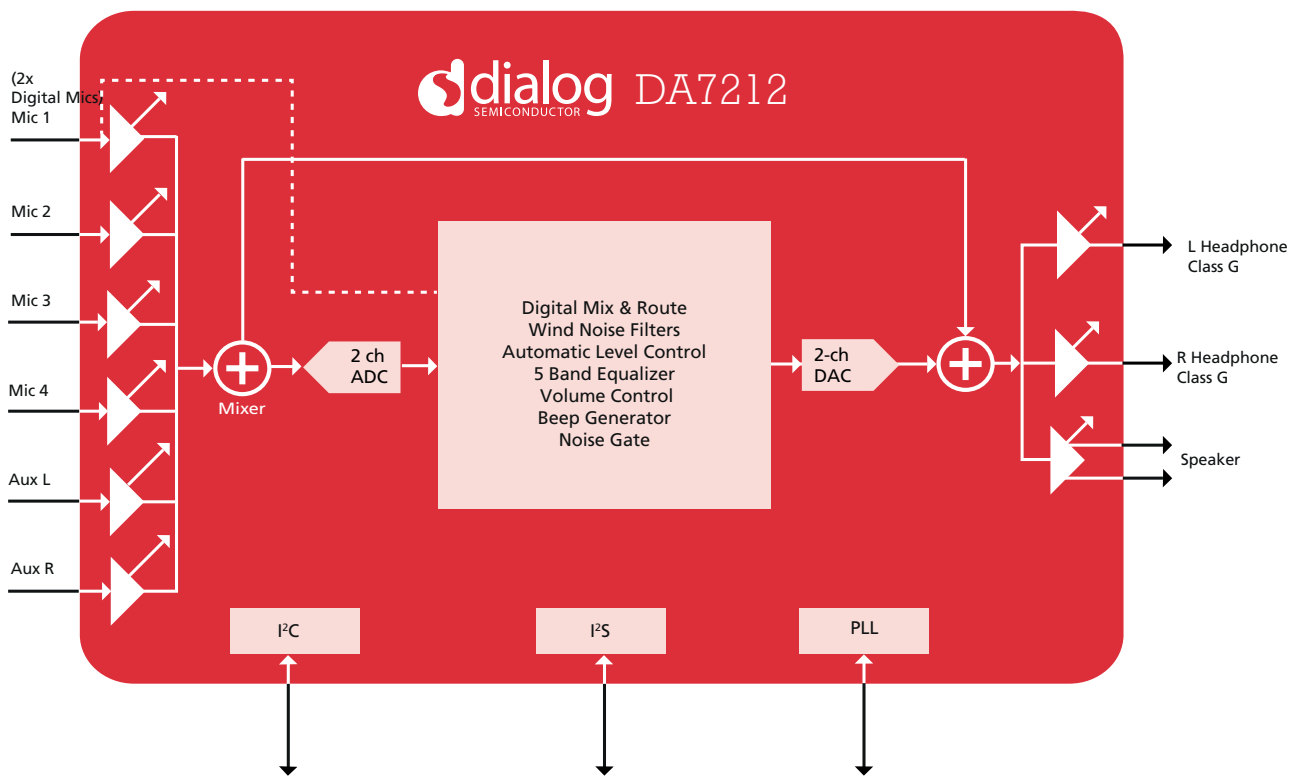 dialog
SEMICONDUCTOR
DA7212
(2x
Digital Mics)
Mic 1
Mic 2
Mic 3
Mic 4
Aux L
Aux R
Mixer
2 ch
ADC
Digital Mix & Route
Wind Noise Filters
Automatic Level Control
5 Band Equalizer
Volume Control
Beep Generator
Noise Gate
2-ch
DAC
L Headphone
Class G
R Headphone
Class G
Speaker
I²C
I²S
PLL